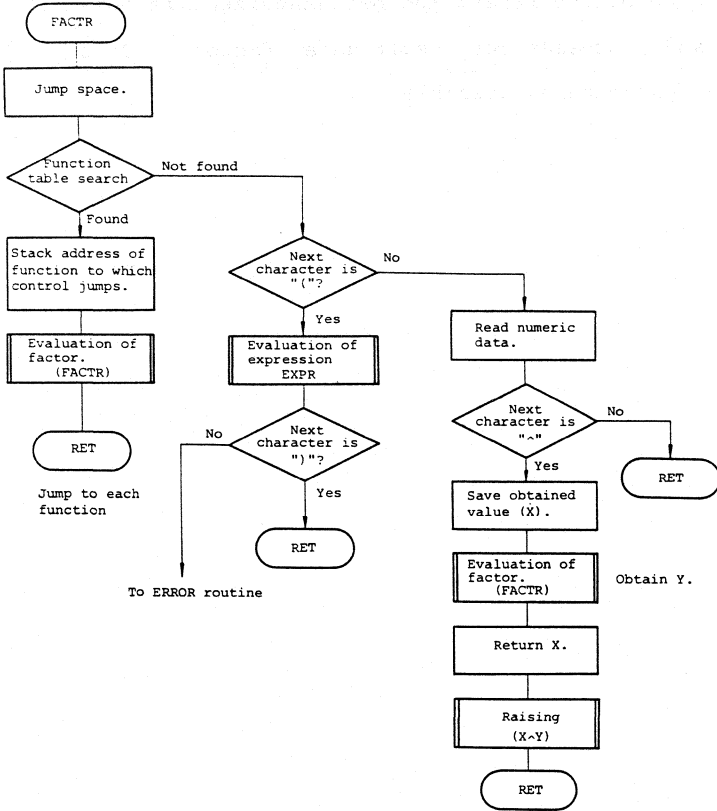 FACTR
Jump space.
Function
table search
Not found
Found
Stack address of
function to which
control jumps.
Evaluation of
factor.
(FACTR)
RET
Jump to each
function
Next
character is
"("?
No
Yes
Evaluation of
expression
EXPR
Next
character is
")"?
No
Yes
RET
To ERROR routine
Read numeric
data.
Next
character is
"^"
No
RET
Yes
Save obtained
value (X).
Evaluation of
factor.
(FACTR)
Obtain Y.
Return X.
Raising
(X^Y)
RET